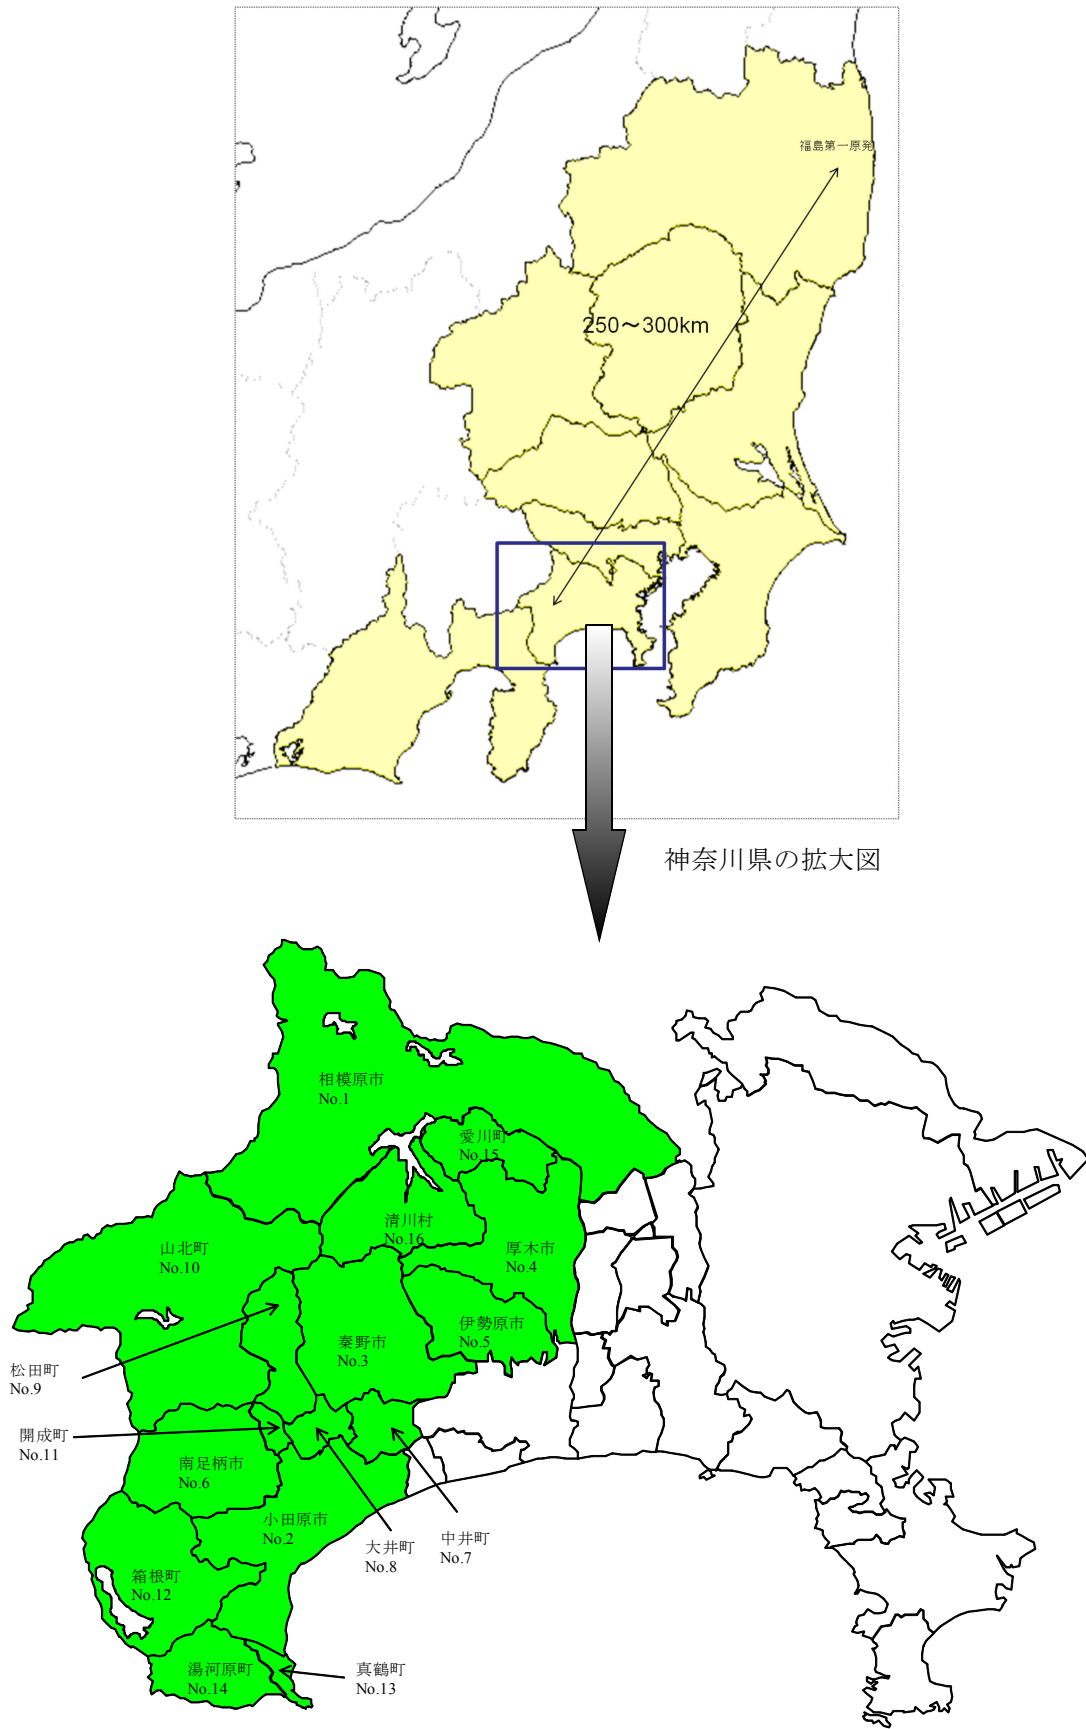 福島第一原発
250〜300km
神奈川県の拡大図
相模原市
No.1
愛川町
No.15
清川村
No.16
山北町
No.10
厚木市
No.4
伊勢原市
No.5
秦野市
No.3
松田町
No.9
開成町
No.11
南足柄市
No.6
小田原市
No.2
大井町
No.8
中井町
No.7
箱根町
No.12
湯河原町
No.14
真鶴町
No.13